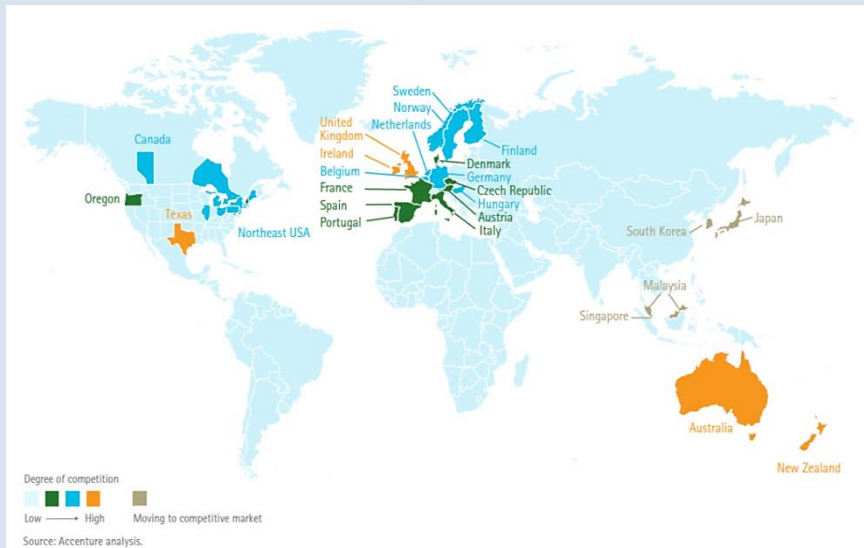 Sweden
Norway
Netherlands
United
Kingdom
Ireland
Belgium
France
Spain
Portugal
Finland
Denmark
Germany
Czech Republic
Hungary
Austria
Italy
Canada
Oregon
Texas
Northeast USA
South Korea
Japan
Malaysia
Singapore
Australia
New Zealand
Degree of competition
Low High Moving to competitive market
Source: Accenture analysis.